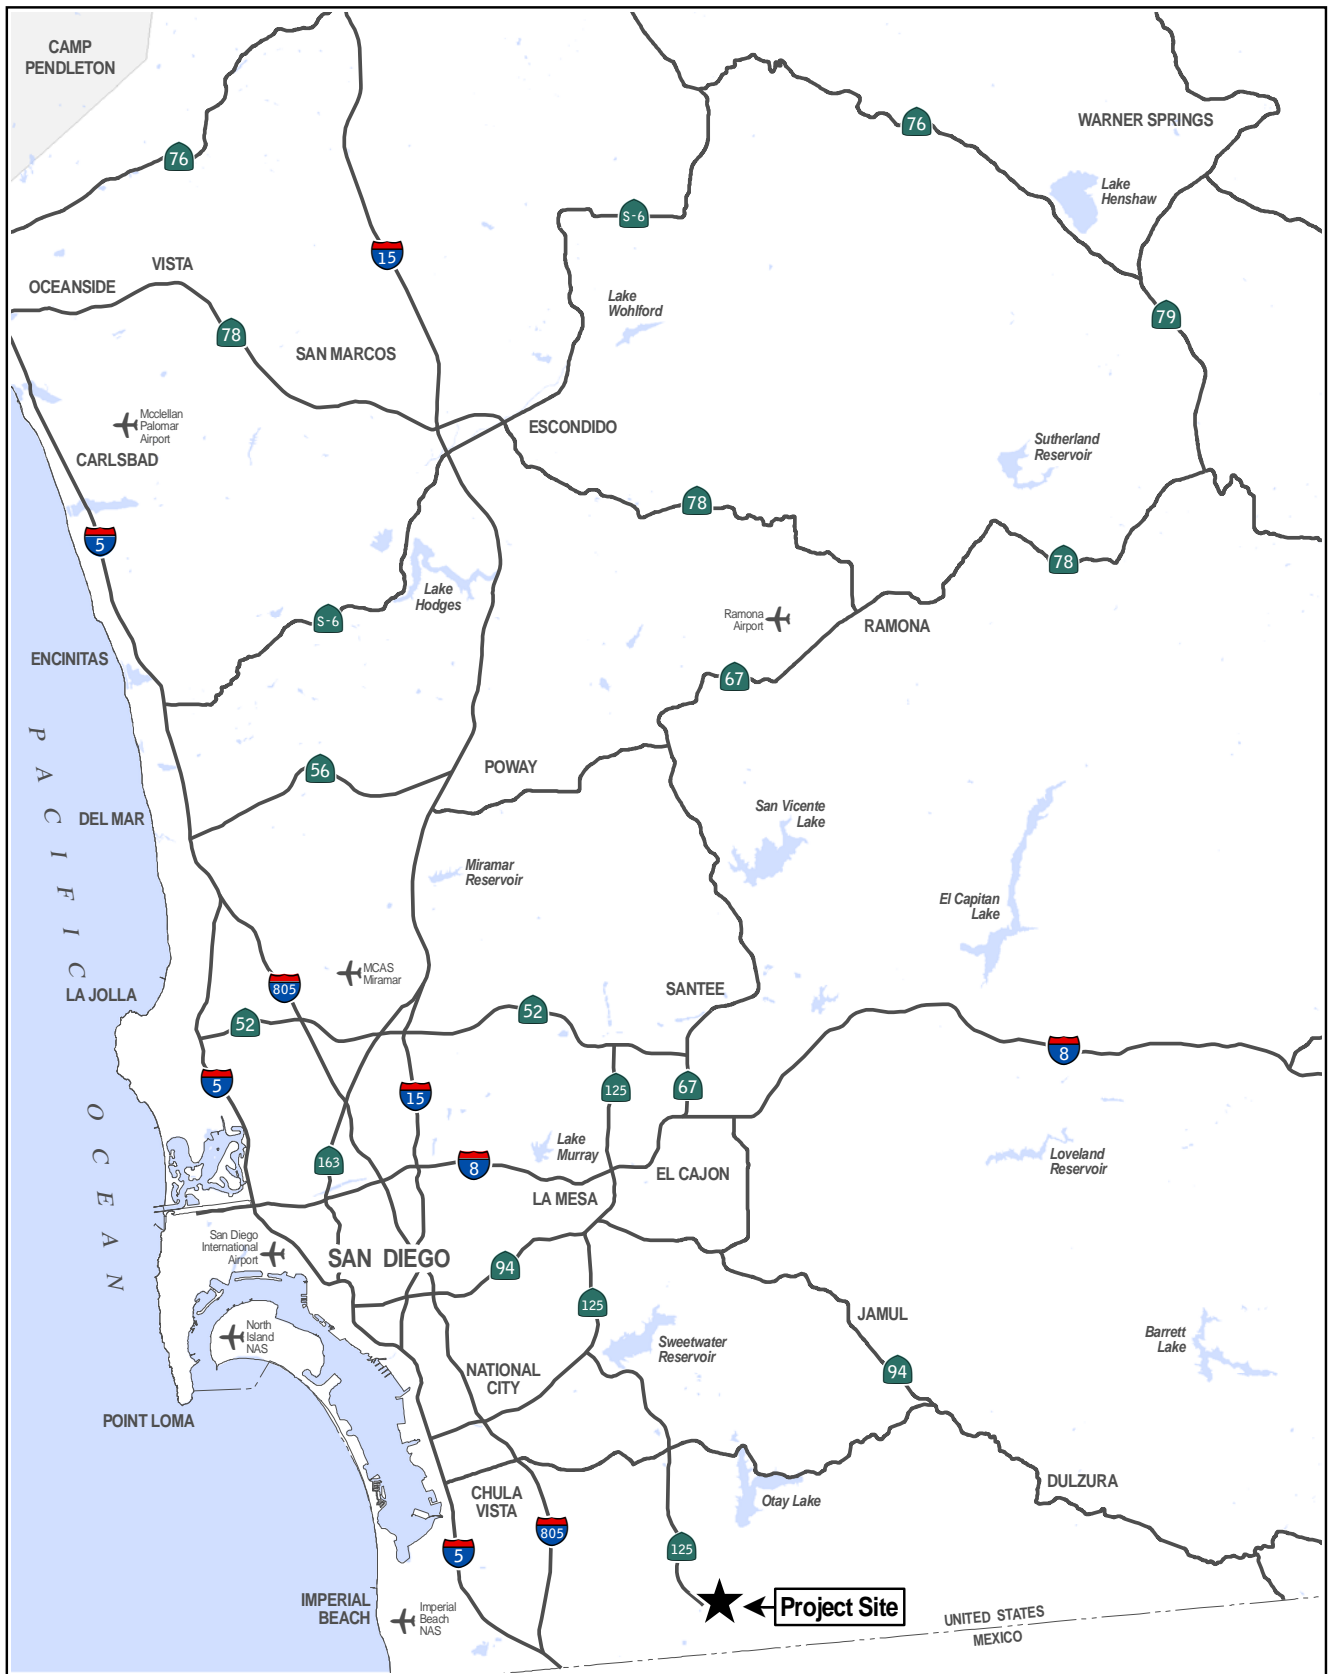 CAMP
PENDLETON
76
76
WARNER SPRINGS
Lake
Henshaw
S-6
15
VISTA
OCEANSIDE
Lake
Wohlford
79
78
SAN MARCOS
Mcclellan
Palomar
Airport
ESCONDIDO
CARLSBAD
Sutherland
Reservoir
78
5
78
Lake
Hodges
S-6
Ramona
Airport
RAMONA
ENCINITAS
67
PACIFIC
56
POWAY
DEL MAR
San Vicente
Lake
Miramar
Reservoir
El Capitan
Lake
MCAS
Miramar
805
SANTEE
LA JOLLA
52
52
8
5
15
125
67
OCEAN
163
Lake
Murray
8
EL CAJON
Loveland
Reservoir
LA MESA
San Diego
International
Airport
SAN DIEGO
94
125
JAMUL
North
Island
NAS
Sweetwater
Reservoir
Barrett
Lake
NATIONAL
CITY
94
POINT LOMA
CHULA
VISTA
Otay Lake
DULZURA
805
5
125
IMPERIAL
BEACH
Imperial
Beach
NAS
Project Site
UNITED STATES
MEXICO